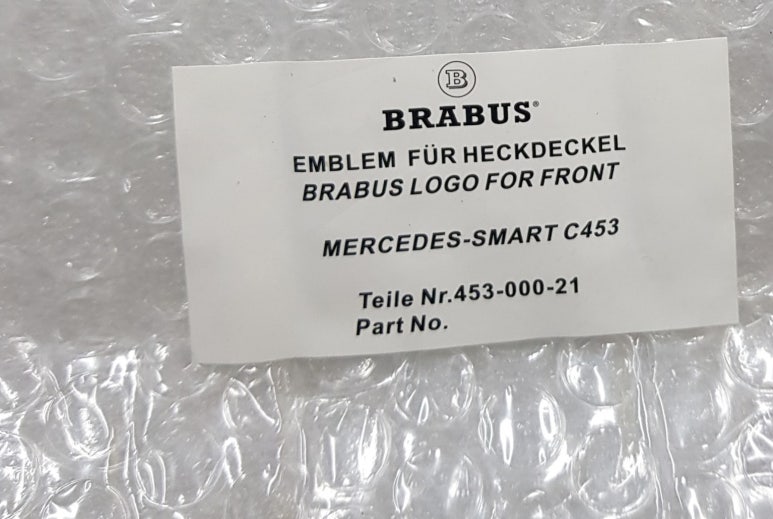 B
BRABUS®
EMBLEM FÜR HECKDECKEL
BRABUS LOGO FOR FRONT
MERCEDES-SMART C453
Teile Nr.453-000-21
Part No.